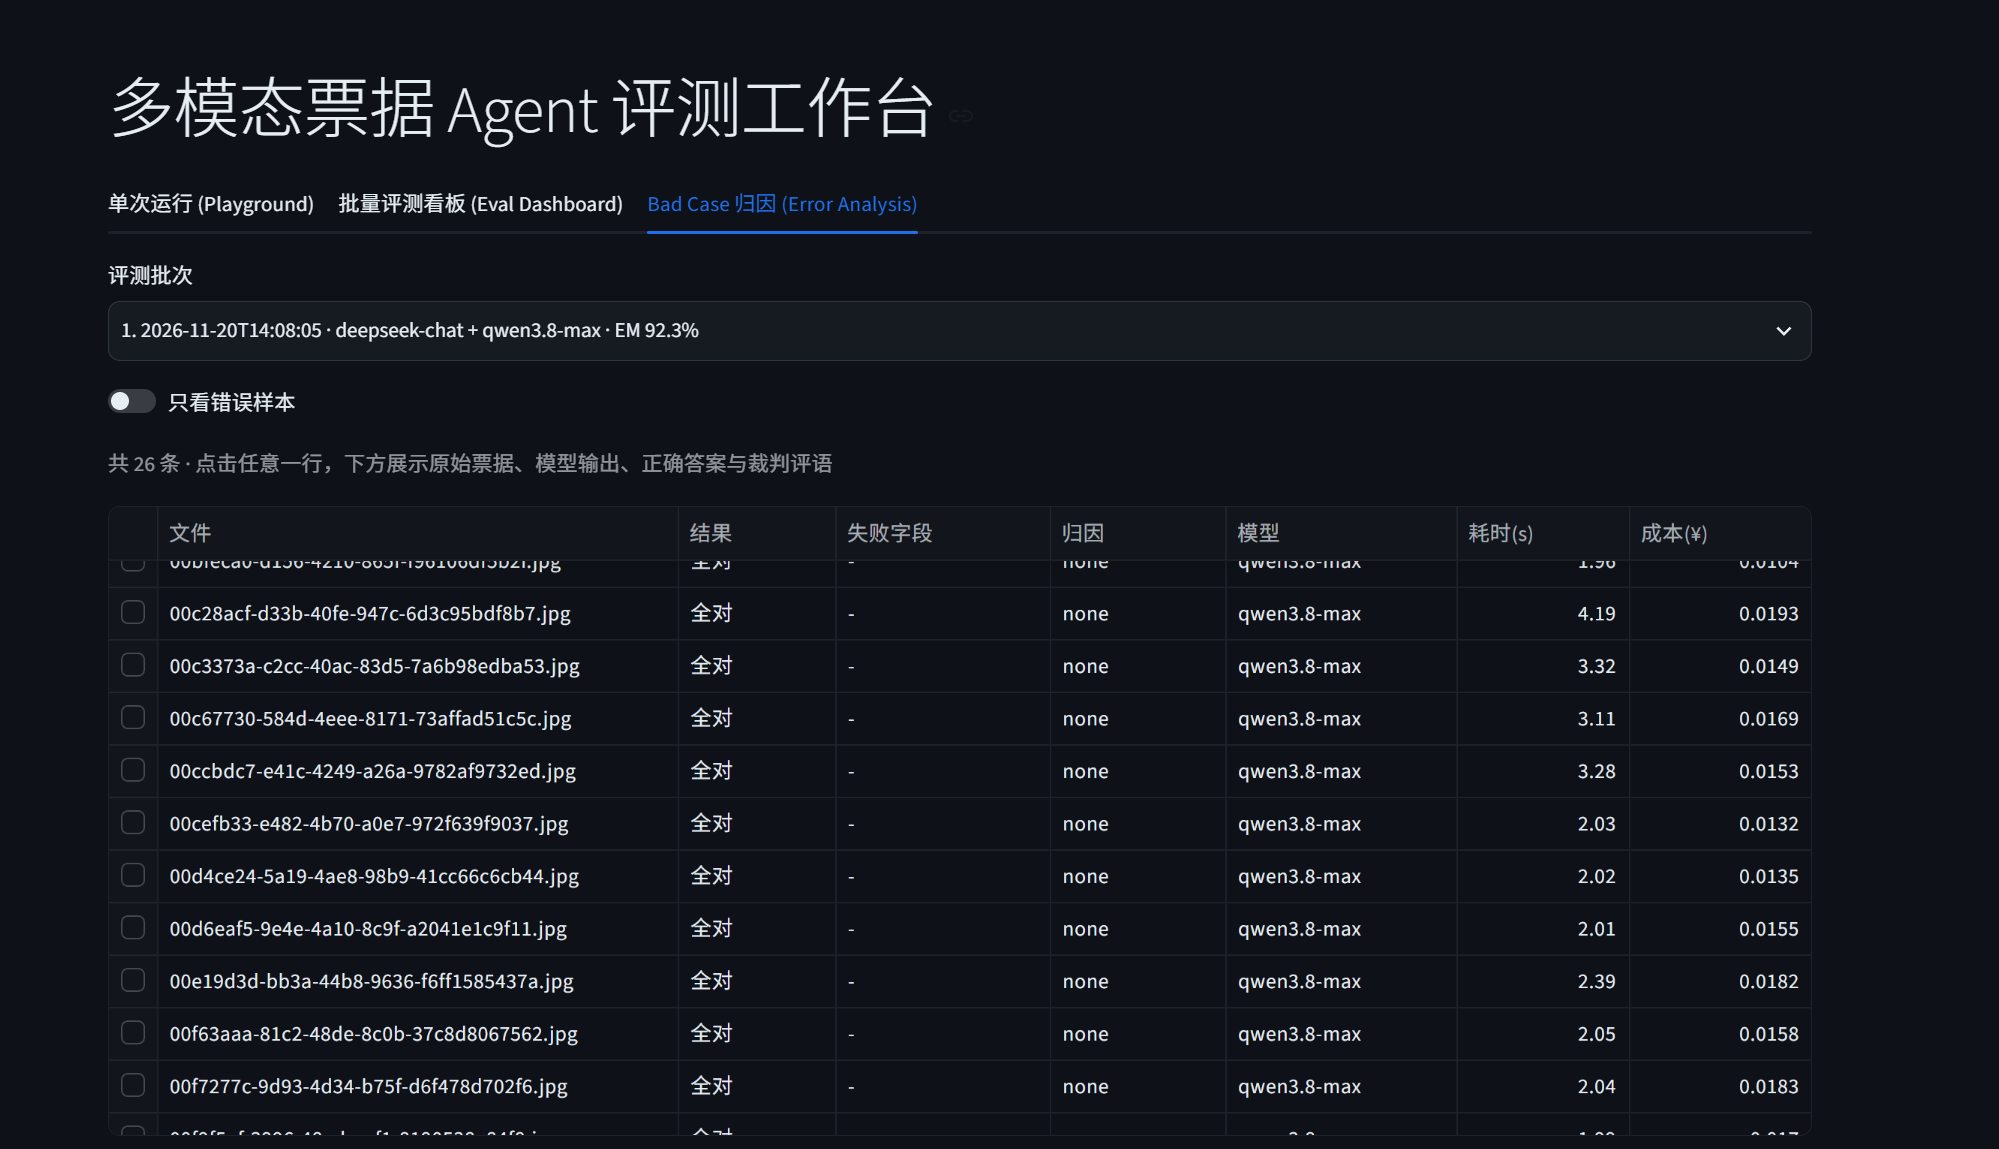 多模态票据 Agent 评测工作台
单次运行 (Playground) 批量评测看板 (Eval Dashboard) Bad Case 归因 (Error Analysis)
评测批次
1. 2026-11-20T14:08:05 · deepseek-chat + qwen3.8-max · EM 92.3%
只看错误样本
共 26 条 · 点击任意一行，下方展示原始票据、模型输出、正确答案与裁判评语
文件 结果 失败字段 归因 模型 耗时(s) 成本(¥)
全对 - none qwen3.8-max 1.96 0.0104
00c28acf-d33b-40fe-947c-6d3c95bdf8b7.jpg 全对 - none qwen3.8-max 4.19 0.0193
00c3373a-c2cc-40ac-83d5-7a6b98edba53.jpg 全对 - none qwen3.8-max 3.32 0.0149
00c67730-584d-4eee-8171-73affad51c5c.jpg 全对 - none qwen3.8-max 3.11 0.0169
00ccbdc7-e41c-4249-a26a-9782af9732ed.jpg 全对 - none qwen3.8-max 3.28 0.0153
00cefb33-e482-4b70-a0e7-972f639f9037.jpg 全对 - none qwen3.8-max 2.03 0.0132
00d4ce24-5a19-4ae8-98b9-41cc66c6cb44.jpg 全对 - none qwen3.8-max 2.02 0.0135
00d6eaf5-9e4e-4a10-8c9f-a2041e1c9f11.jpg 全对 - none qwen3.8-max 2.01 0.0155
00e19d3d-bb3a-44b8-9636-f6ff1585437a.jpg 全对 - none qwen3.8-max 2.39 0.0182
00f63aaa-81c2-48de-8c0b-37c8d8067562.jpg 全对 - none qwen3.8-max 2.05 0.0158
00f7277c-9d93-4d34-b75f-d6f478d702f6.jpg 全对 - none qwen3.8-max 2.04 0.0183